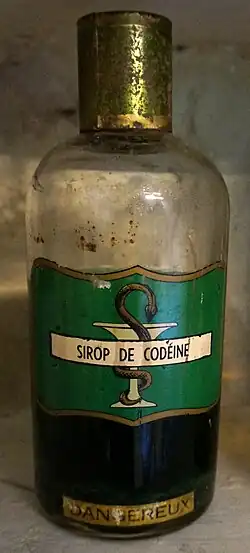 SIROP DE CODÉINE
DANGEREUX